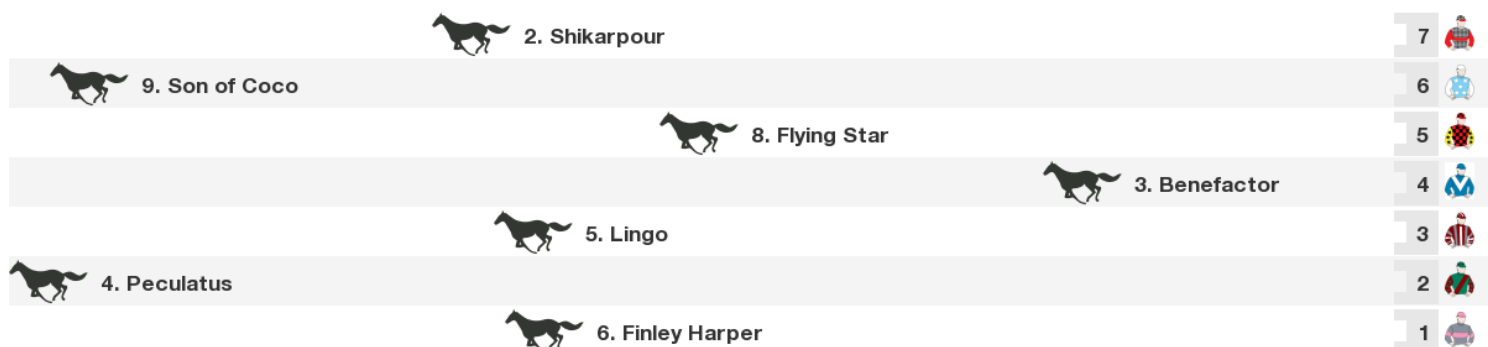 2. Shikarpour 7
9. Son of Coco 6
8. Flying Star 5
3. Benefactor 4
5. Lingo 3
4. Peculatus 2
6. Finley Harper 1